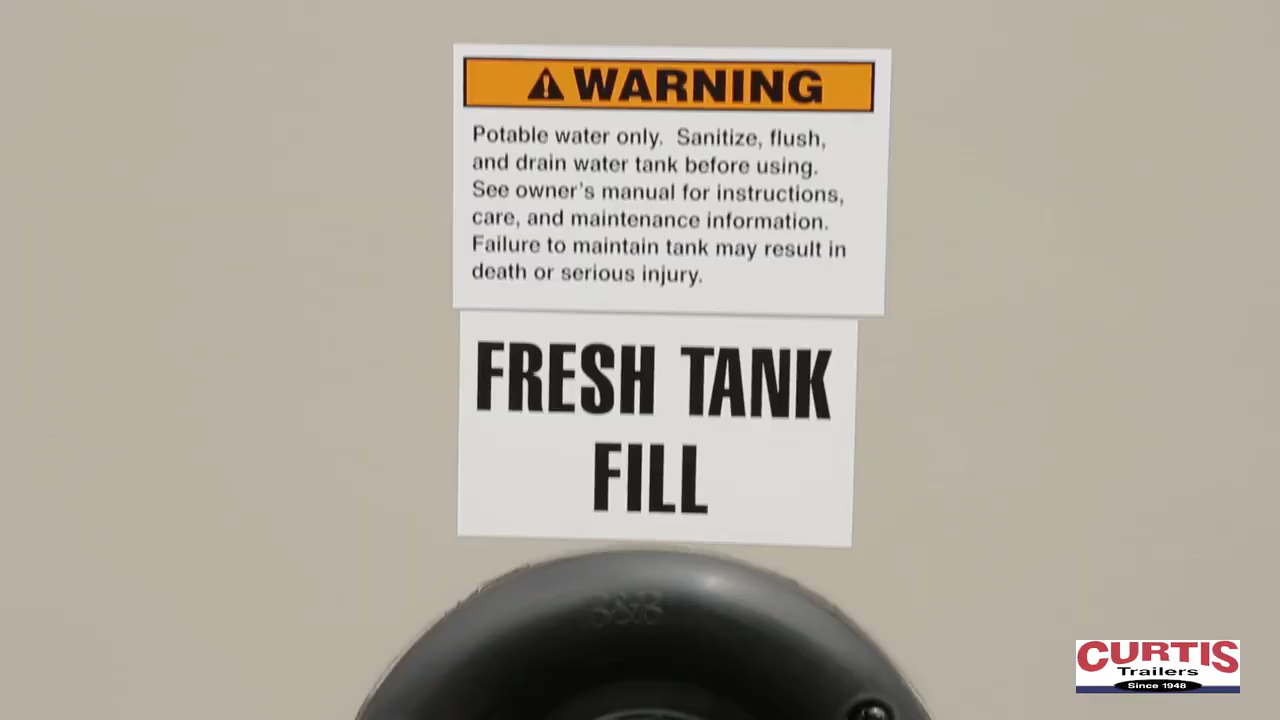 WARNING
Potable water only. Sanitize, flush,
and drain water tank before using.
See owner's manual for instructions,
care, and maintenance information.
Failure to maintain tank may result in
death or serious injury.
FRESH TANK
FILL
B&B
CURTIS
Trailers
Since 1948